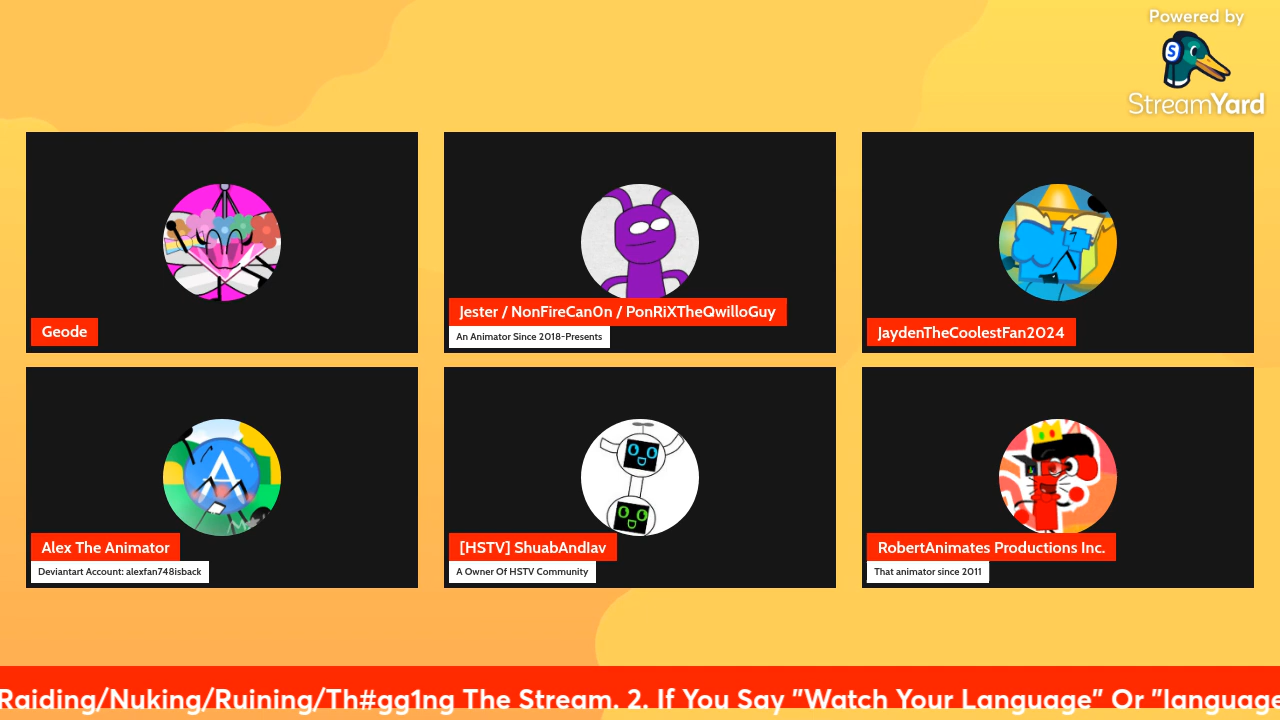 Powered by
S
StreamYard
Geode
Jester / NonFireCan0n / PonRiXTheQwilloGuy
An Animator Since 2018-Presents
JaydenTheCoolestFan2024
A
Alex The Animator
Deviantart Account: alexfan748isback
[HSTV] ShuabAndIav
A Owner Of HSTV Community
RobertAnimates Productions Inc.
That animator since 2011
Raiding/Nuking/Ruining/Th#gg1ng The Stream. 2. If You Say "Watch Your Language" Or "language